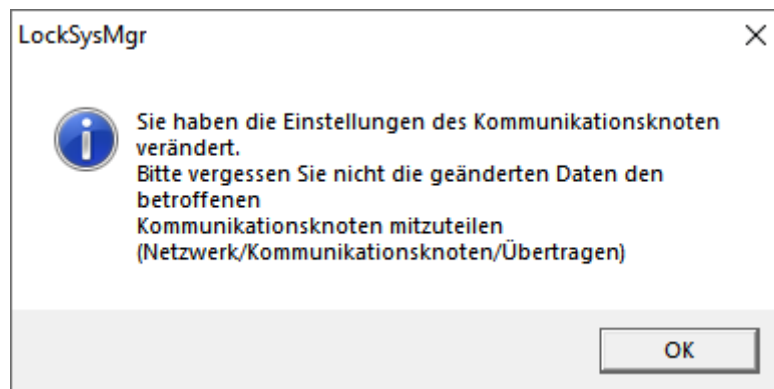 LockSysMgr
Sie haben die Einstellungen des Kommunikationsknoten
verändert.
Bitte vergessen Sie nicht die geänderten Daten den
betroffenen
Kommunikationsknoten mitzuteilen
(Netzwerk/Kommunikationsknoten/Übertragen)
OK